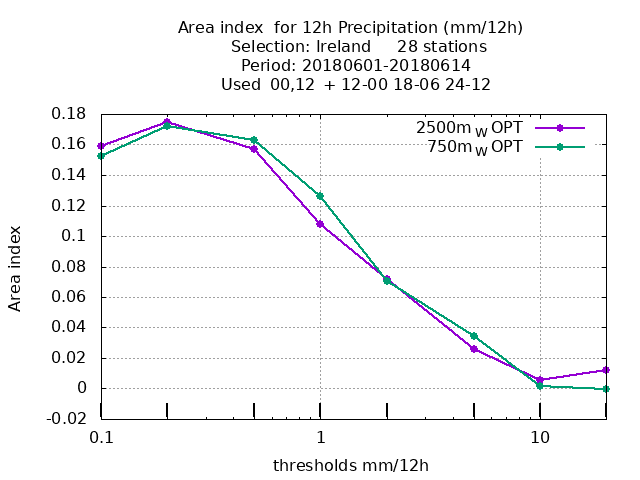 Area index  for 12h Precipitation (mm/12h)
Selection: Ireland     28 stations
Period: 20180601-20180614
Used  00,12  + 12-00 18-06 24-12
2500m W OPT
750m W OPT
0.18
0.16
0.14
0.12
0.1
0.08
0.06
0.04
0.02
0
-0.02
Area index
0.1
1
10
thresholds mm/12h